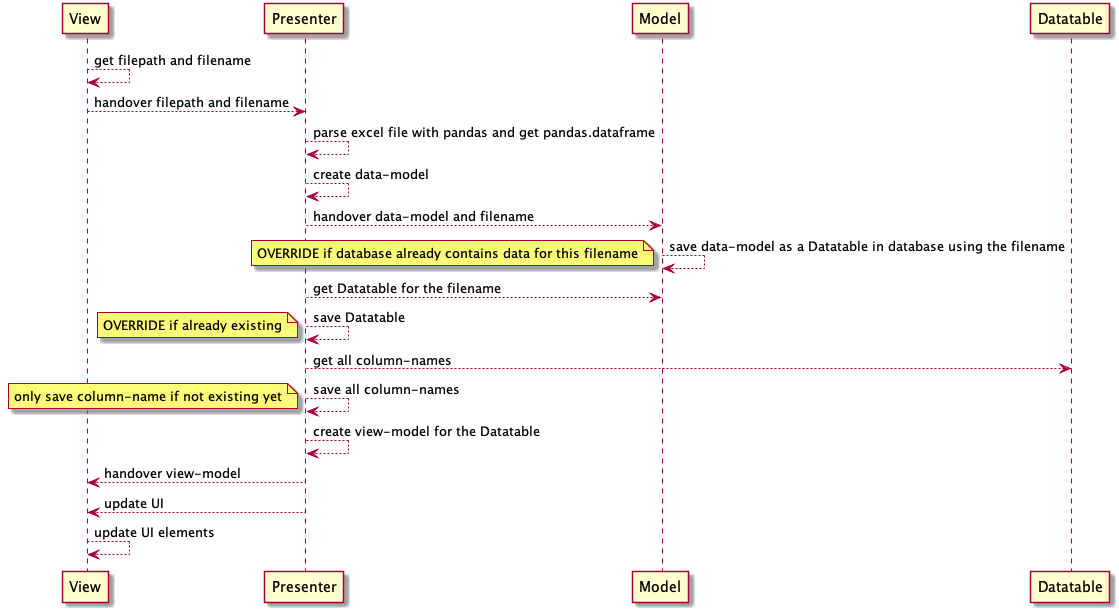 View
Presenter
Model
Datatable
get filepath and filename
handover filepath and filename
parse excel file with pandas and get pandas.dataframe
create data-model
handover data-model and filename
OVERRIDE if database already contains data for this filename
save data-model as a Datatable in database using the filename
get Datatable for the filename
OVERRIDE if already existing
save Datatable
get all column-names
only save column-name if not existing yet
save all column-names
create view-model for the Datatable
handover view-model
update UI
update UI elements
View
Presenter
Model
Datatable